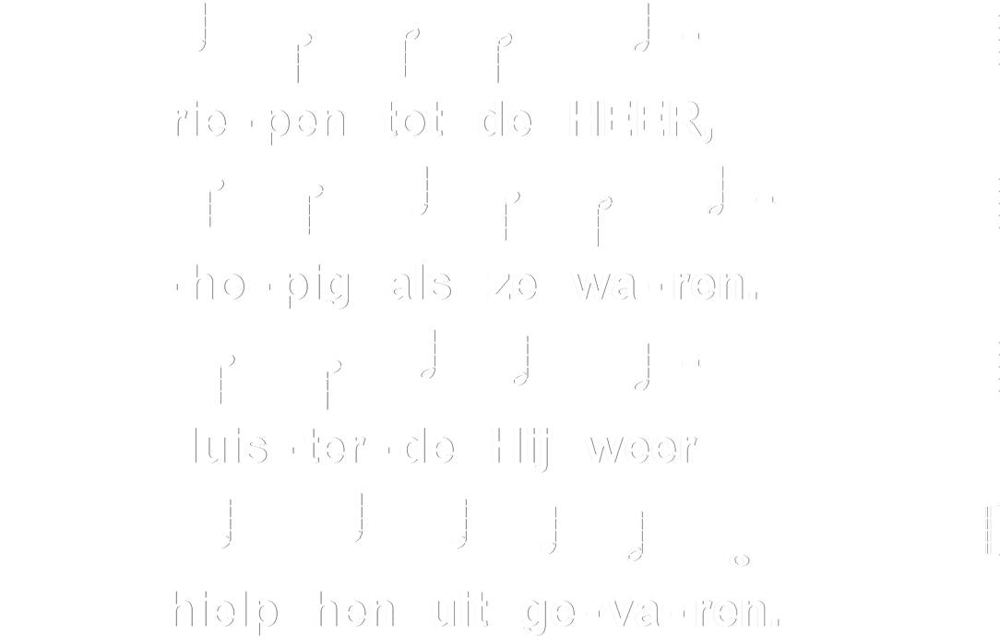 rie - pen tot de HEER,
- ho - pig als ze wa - ren.
luis - ter - de Hij weer
hielp hen uit ge - va - ren.